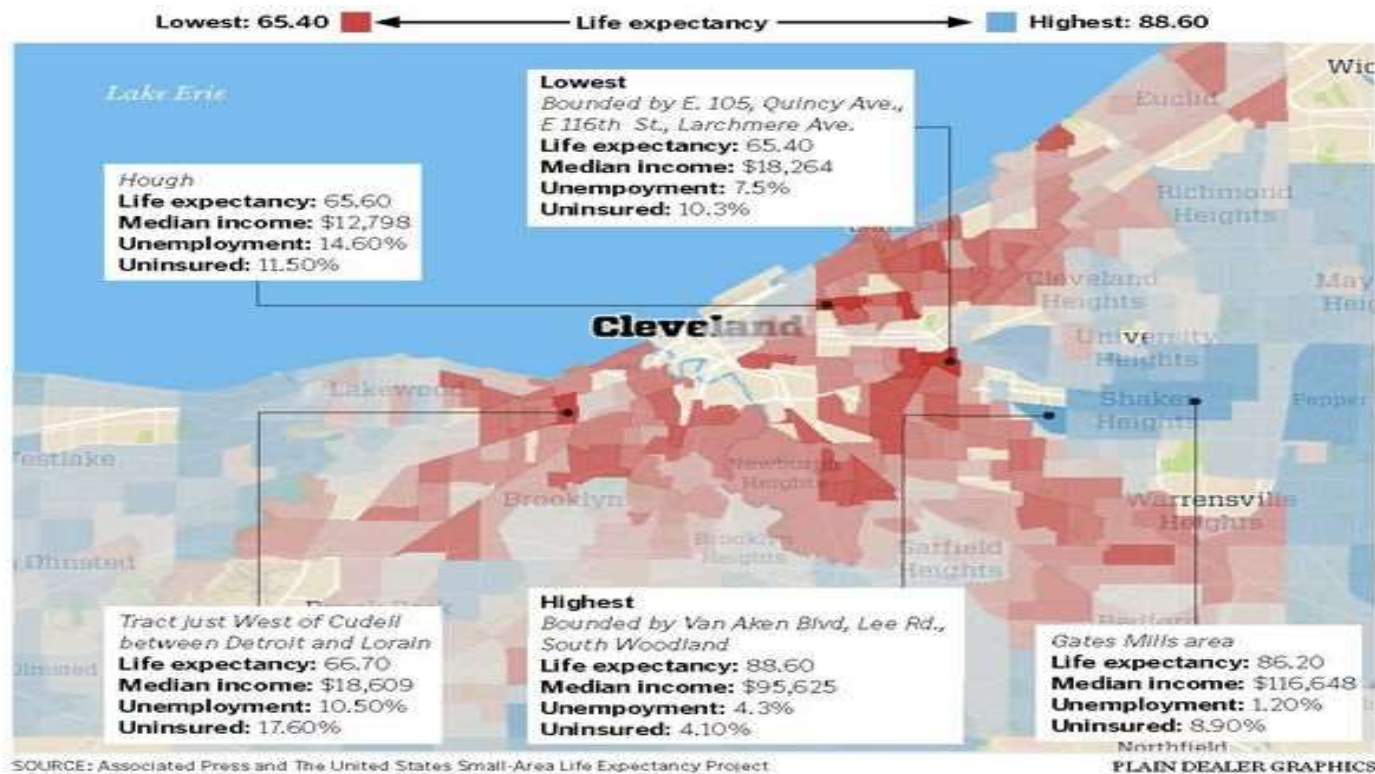 Lowest: 65.40 Life expectancy Highest: 88.60
Lake Erie
Wic
Euclid
Lowest
Bounded by E. 105, Quincy Ave.,
E 116th St., Larchmere Ave.
Life expectancy: 65.40
Median income: $18,264
Unempoyment: 7.5%
Uninsured: 10.3%
Hough
Life expectancy: 65.60
Median income: $12,798
Unemployment: 14.60%
Uninsured: 11.50%
Richmond
Heights
Cleveland
Heights
May
Heig
Cleveland
University
Heights
Lakewood
Shaker
Heights
Pepper
Westlake
Newburgh
Heights
Brooklyn
Warrensville
Heights
Brooklyn
Heights
Garfield
Heights
Olmsted
Bedford
Tract just West of Cudell
between Detroit and Lorain
Life expectancy: 66.70
Median income: $18,609
Unemployment: 10.50%
Uninsured: 17.60%
Highest
Bounded by Van Aken Blvd, Lee Rd.,
South Woodland
Life expectancy: 88.60
Median income: $95,625
Unempoyment: 4.3%
Uninsured: 4.10%
Gates Mills area
Life expectancy: 86.20
Median income: $116,648
Unemployment: 1.20%
Uninsured: 8.90%
Olmsted
Northfield
SOURCE: Associated Press and The United States Small-Area Life Expectancy Project
PLAIN DEALER GRAPHICS